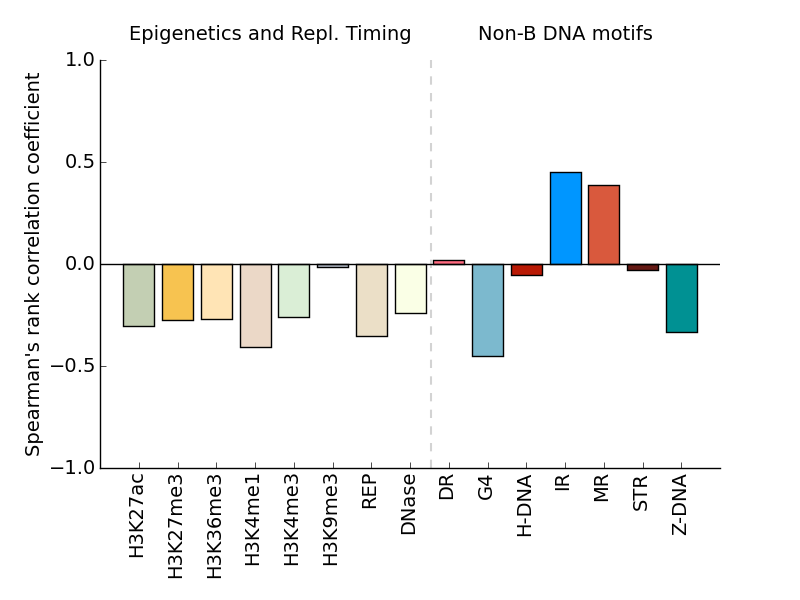 Epigenetics and Repl. Timing
Non-B DNA motifs
Spearman's rank correlation coefficient
1.0
0.5
0.0
−0.5
−1.0
H3K27ac
H3K27me3
H3K36me3
H3K4me1
H3K4me3
H3K9me3
REP
DNase
DR
G4
H-DNA
IR
MR
STR
Z-DNA